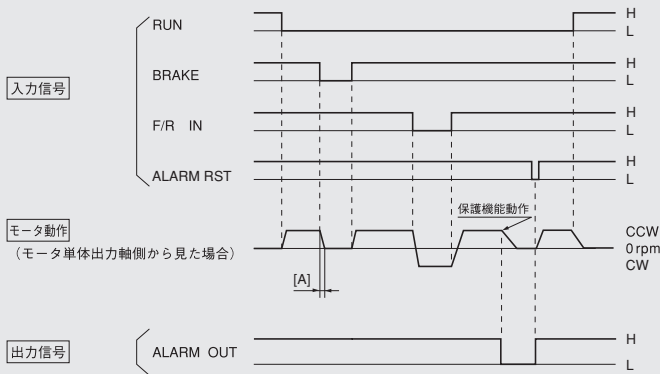 RUN
H
L
BRAKE
H
L
入力信号
F/R IN
H
L
ALARM RST
H
L
保護機能動作
モータ動作
(モータ単体出力軸側から見た場合)
CCW
0 rpm
CW
[A]
出力信号
ALARM OUT
H
L